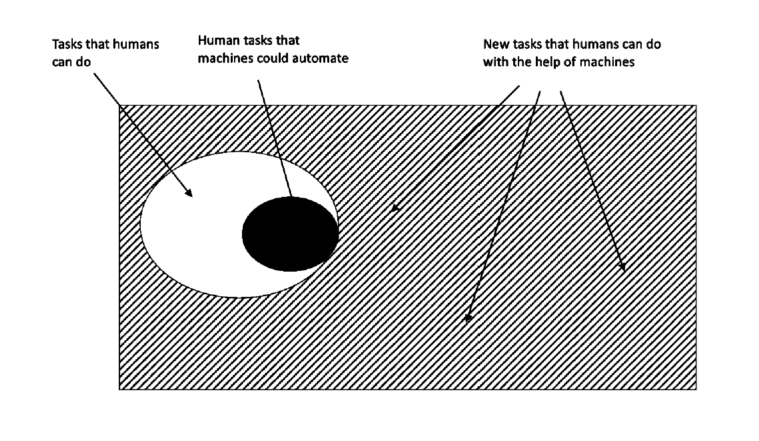 Tasks that humans
can do
Human tasks that
machines could automate
New tasks that humans can do
with the help of machines